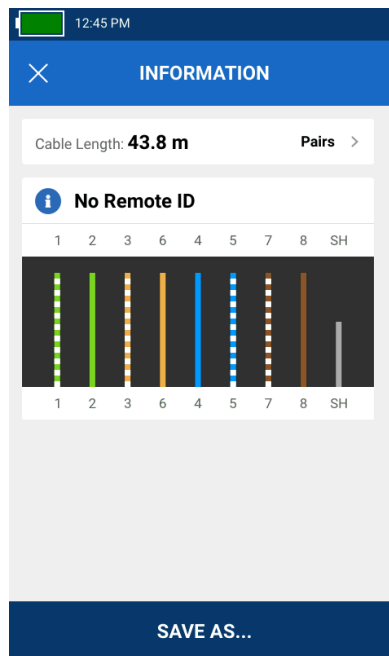 12:45 PM
INFORMATION
Cable Length: 43.8 m Pairs >
i No Remote ID
1 2 3 6 4 5 7 8 SH
1 2 3 6 4 5 7 8 SH
SAVE AS...